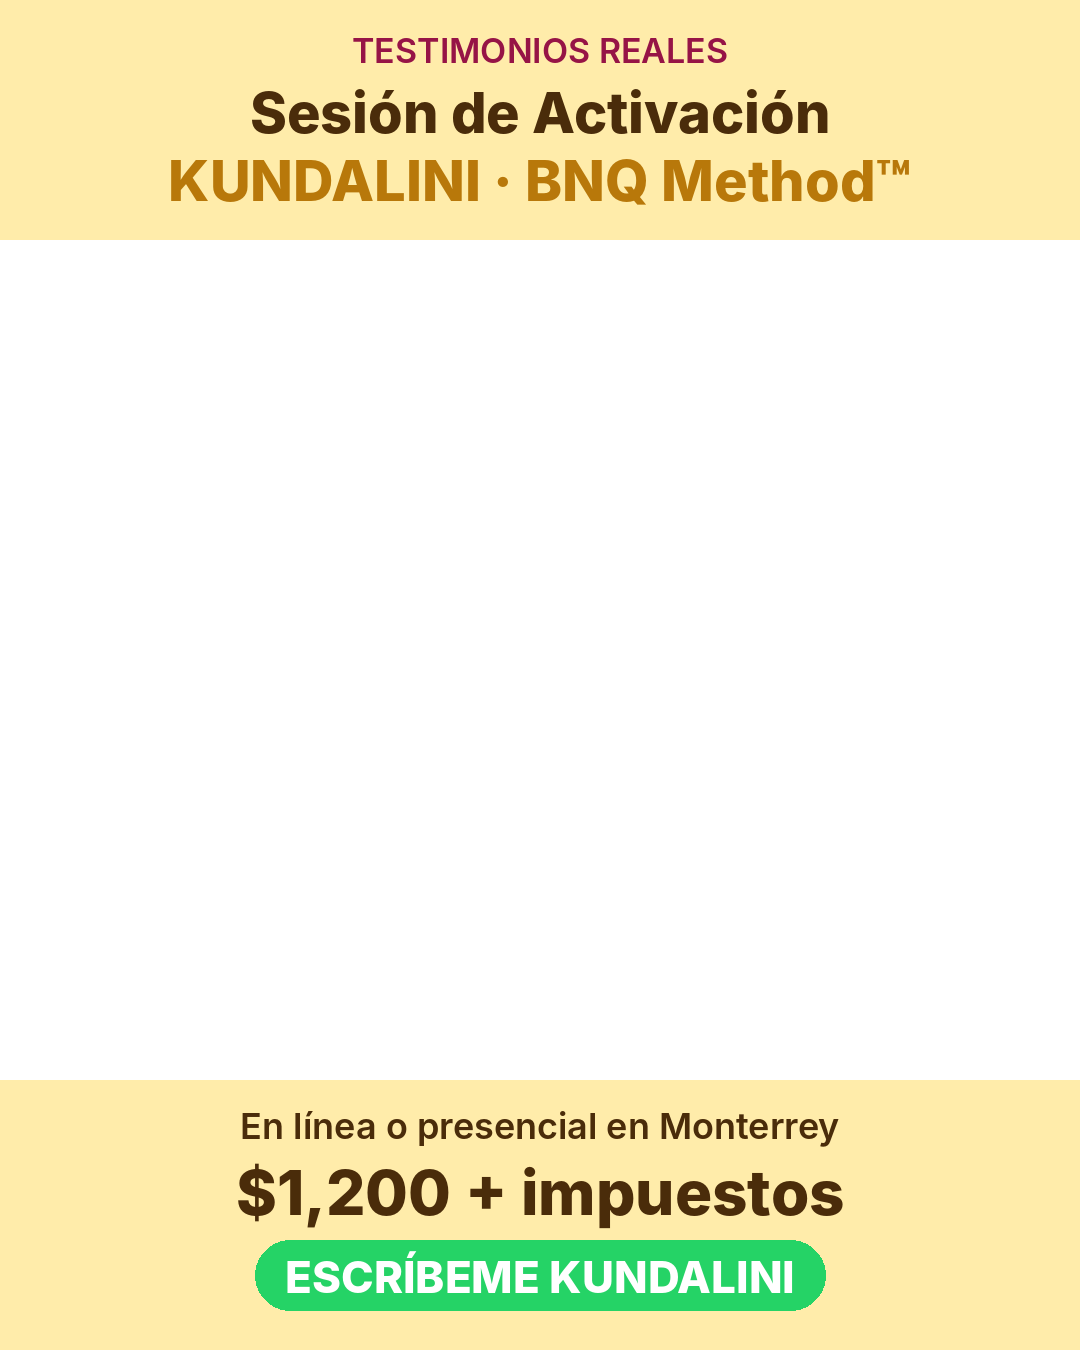 TESTIMONIOS REALES
Sesión de Activación
KUNDALINI · BNQ Method™
En línea o presencial en Monterrey
$1,200 + impuestos
ESCRÍBEME KUNDALINI